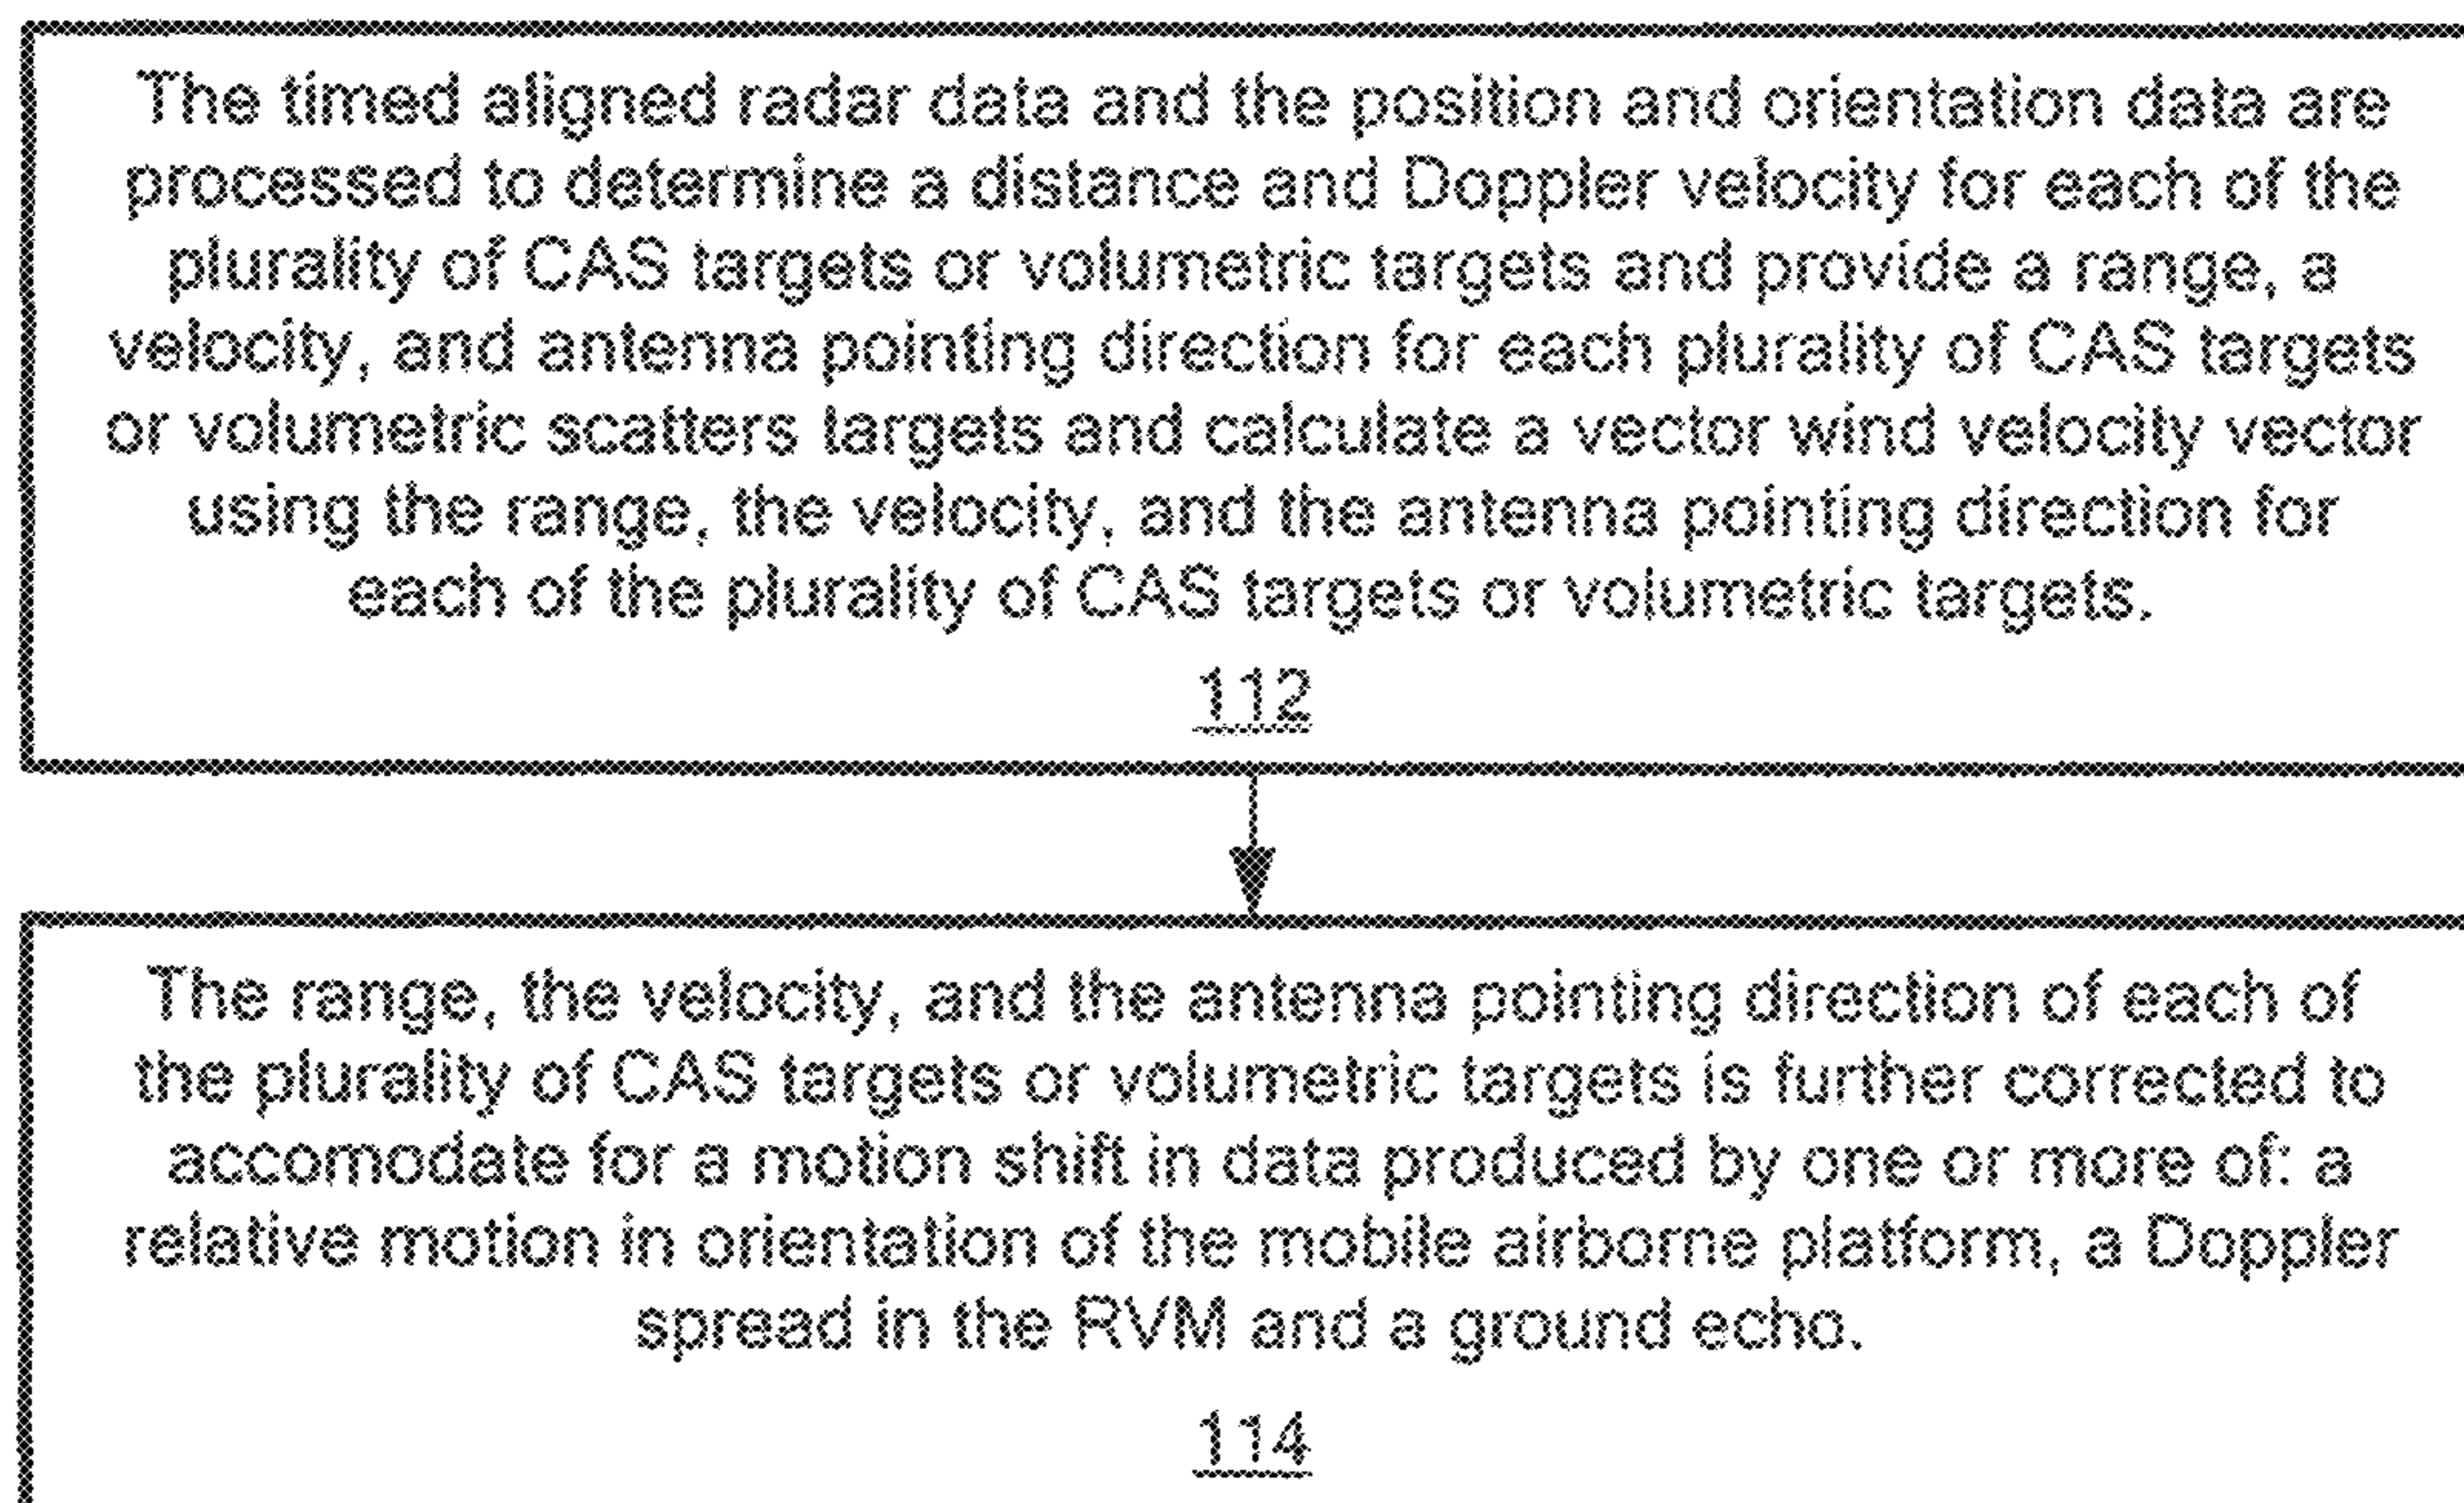 The timed aligned radar data and the position and orientation data are
processed to determine a distance and Doppler velocity for each of the
plurality of CAS targets or volumetric targets and provide a range, a
velocity, and antenna pointing direction for each plurality of CAS targets
or volumetric scatters targets and calculate a vector wind velocity vector
using the range, the velocity, and the antenna pointing direction for
each of the plurality of CAS targets or volumetric targets.
112
The range, the velocity, and the antenna pointing direction of each of
the plurality of CAS targets or volumetric targets is further corrected to
accomodate for a motion shift in data produced by one or more of: a
relative motion in orientation of the mobile airborne platform, a Doppler
spread in the RVM and a ground echo.
114